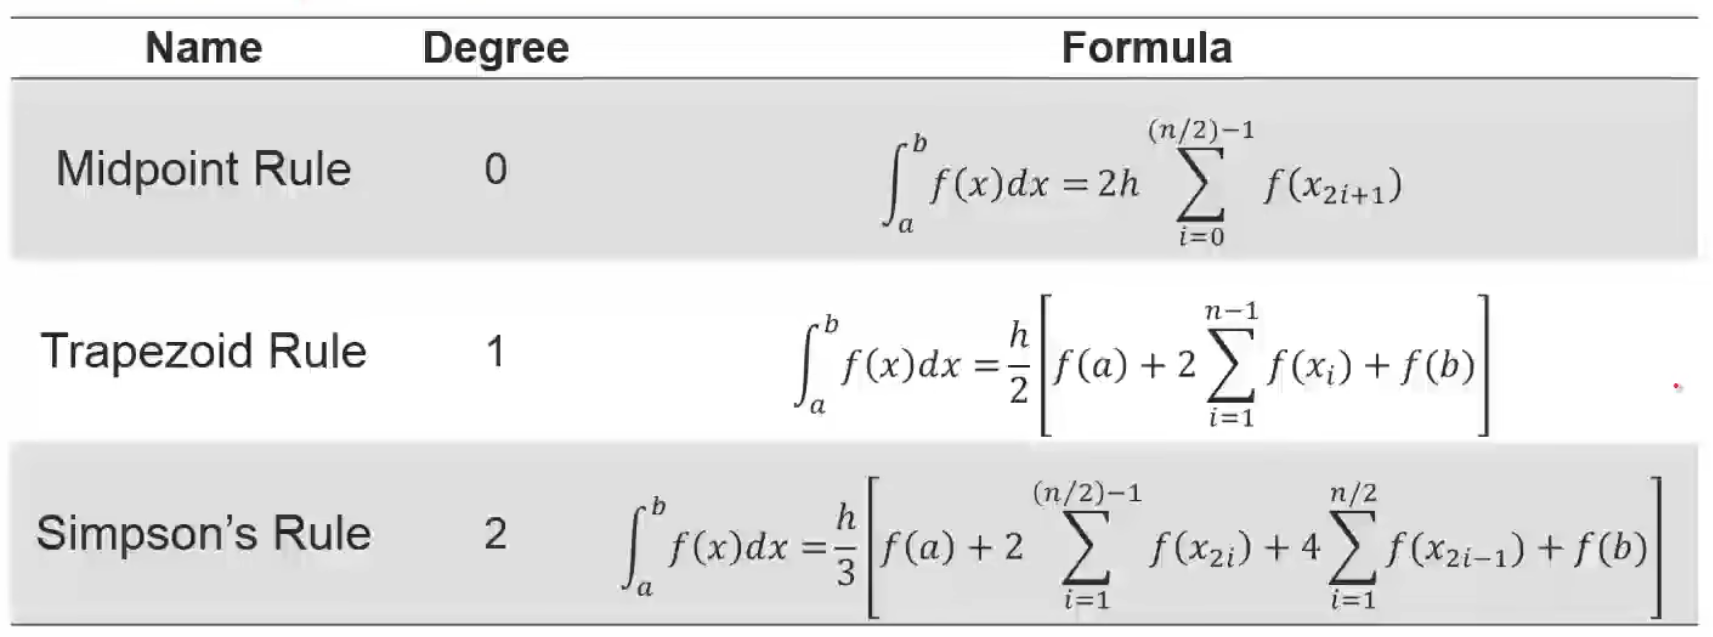 Name Degree Formula
Midpoint Rule 0 $\int_a^b f(x)dx = 2h \sum_{i=0}^{(n/2)-1} f(x_{2i+1})$
Trapezoid Rule 1 $\int_a^b f(x)dx = \frac{h}{2}\left[f(a) + 2\sum_{i=1}^{n-1} f(x_i) + f(b)\right]$
Simpson’s Rule 2 $\int_a^b f(x)dx = \frac{h}{3}\left[f(a) + 2\sum_{i=1}^{(n/2)-1} f(x_{2i}) + 4\sum_{i=1}^{n/2} f(x_{2i-1}) + f(b)\right]$